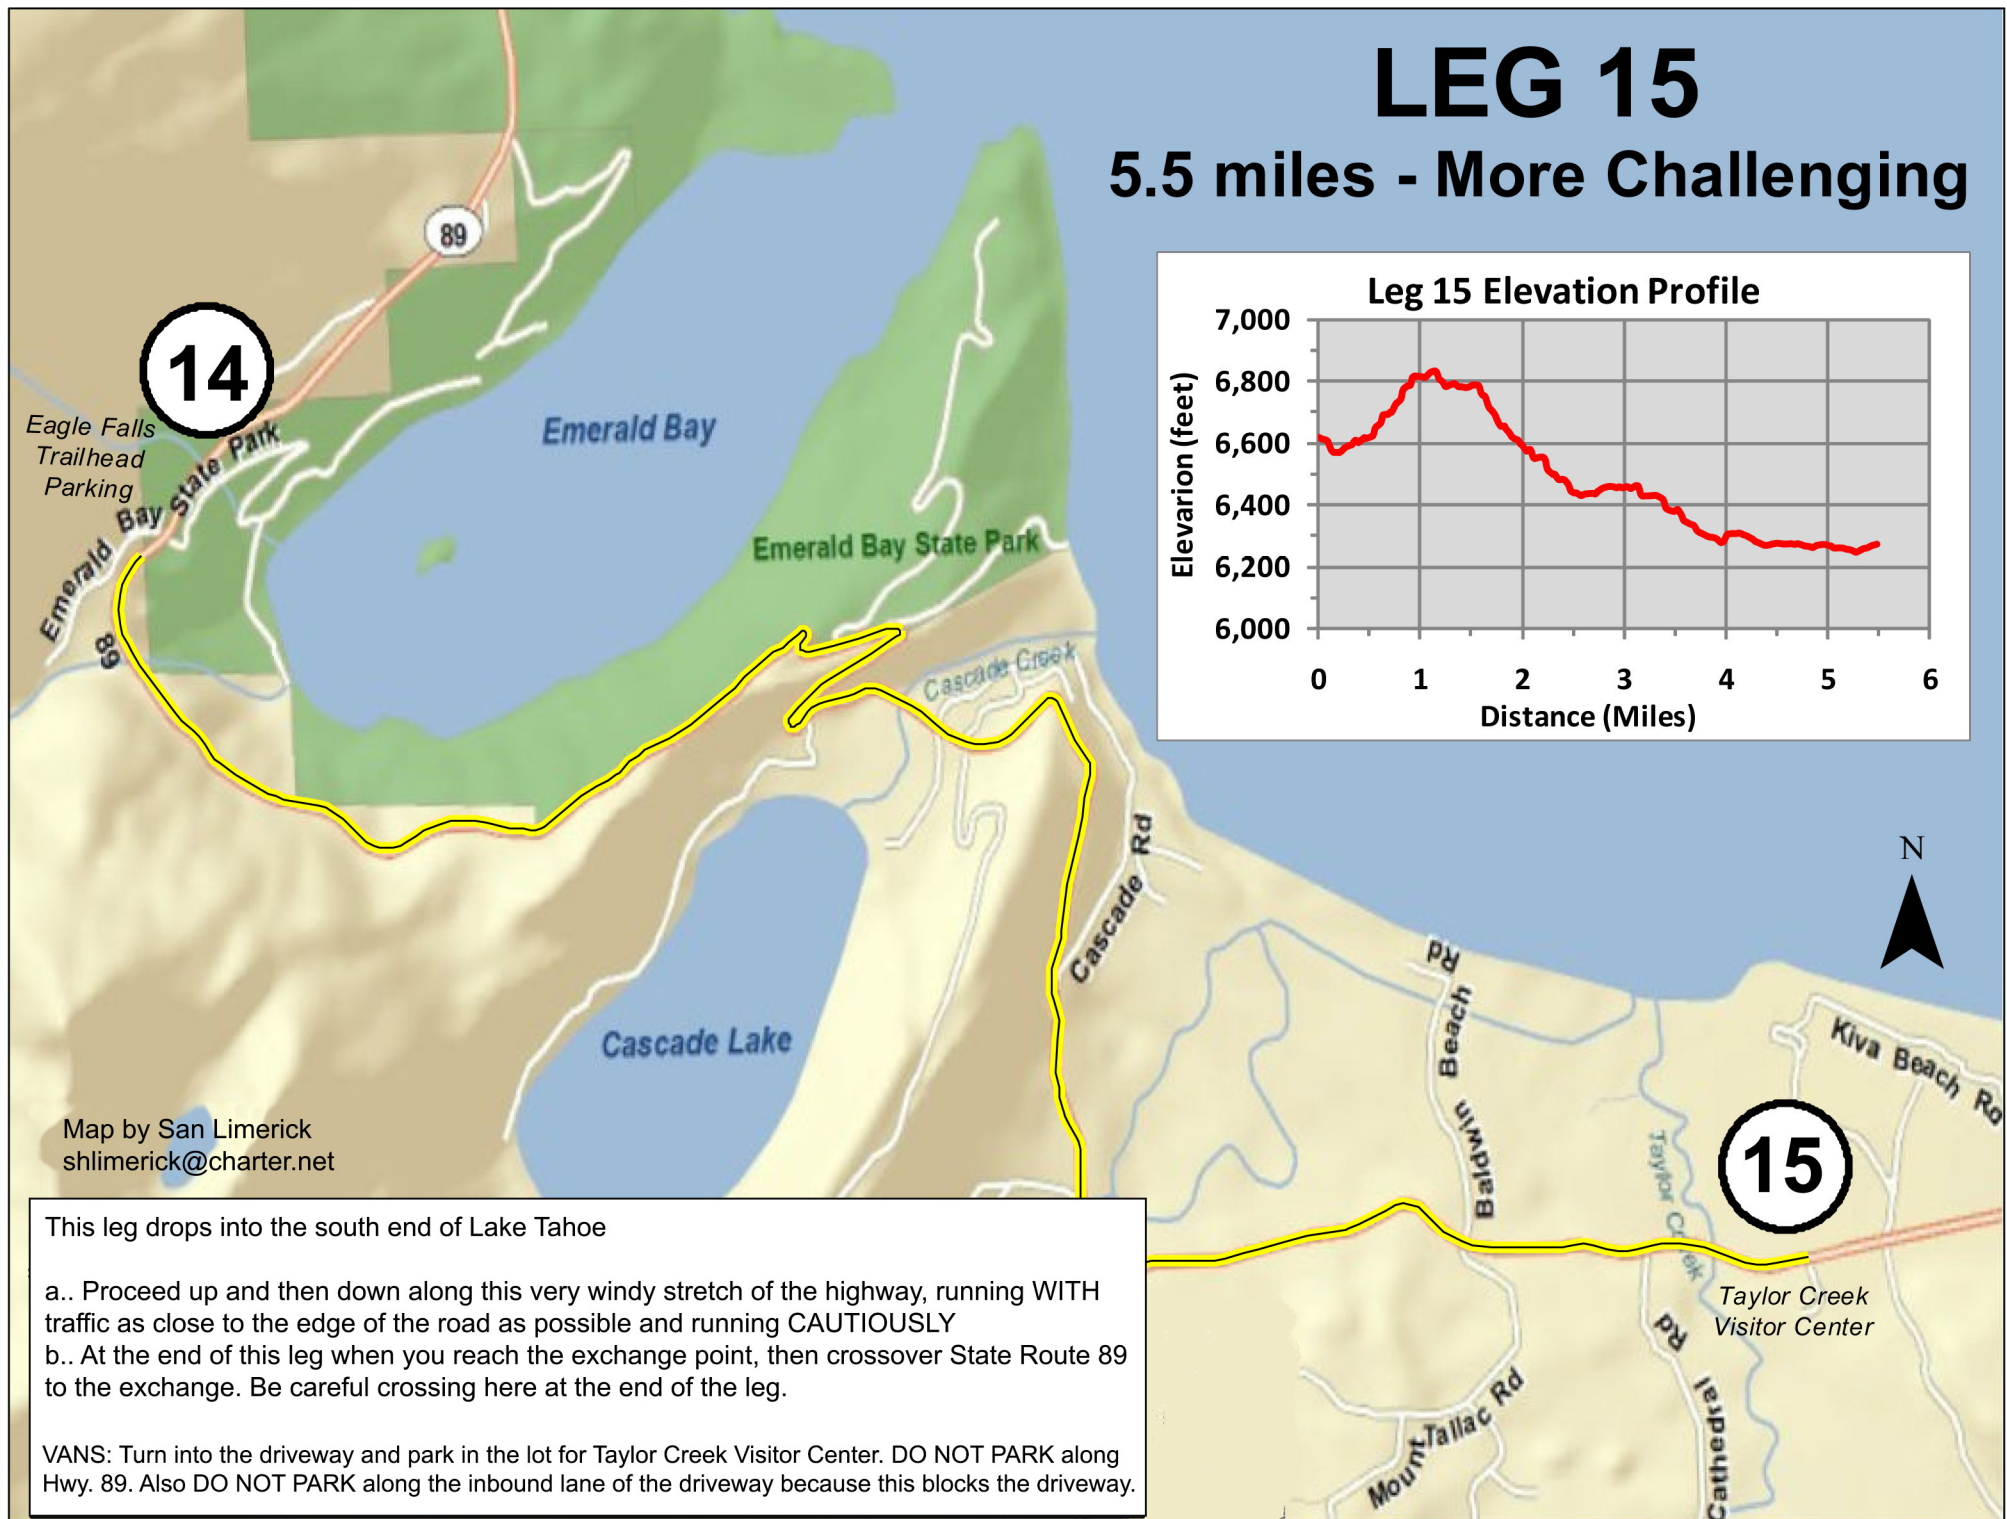 LEG 15
5.5 miles - More Challenging
Leg 15 Elevation Profile
7,000
6,800
6,600
6,400
6,200
6,000
Elevarion (feet)
0 1 2 3 4 5 6
Distance (Miles)
89
14
Eagle Falls
Trailhead
Parking
Emerald Bay State Park
89
Emerald Bay
Emerald Bay State Park
Cascade Creek
Cascade Rd
Cascade Lake
N
Baldwin Beach Rd
Kiva Beach Ro
Taylor Creek
15
Taylor Creek
Visitor Center
Cathedral Rd
Mount Tallac Rd
Map by San Limerick
shlimerick@charter.net
This leg drops into the south end of Lake Tahoe
a.. Proceed up and then down along this very windy stretch of the highway, running WITH
traffic as close to the edge of the road as possible and running CAUTIOUSLY
b.. At the end of this leg when you reach the exchange point, then crossover State Route 89
to the exchange. Be careful crossing here at the end of the leg.
VANS: Turn into the driveway and park in the lot for Taylor Creek Visitor Center. DO NOT PARK along
Hwy. 89. Also DO NOT PARK along the inbound lane of the driveway because this blocks the driveway.